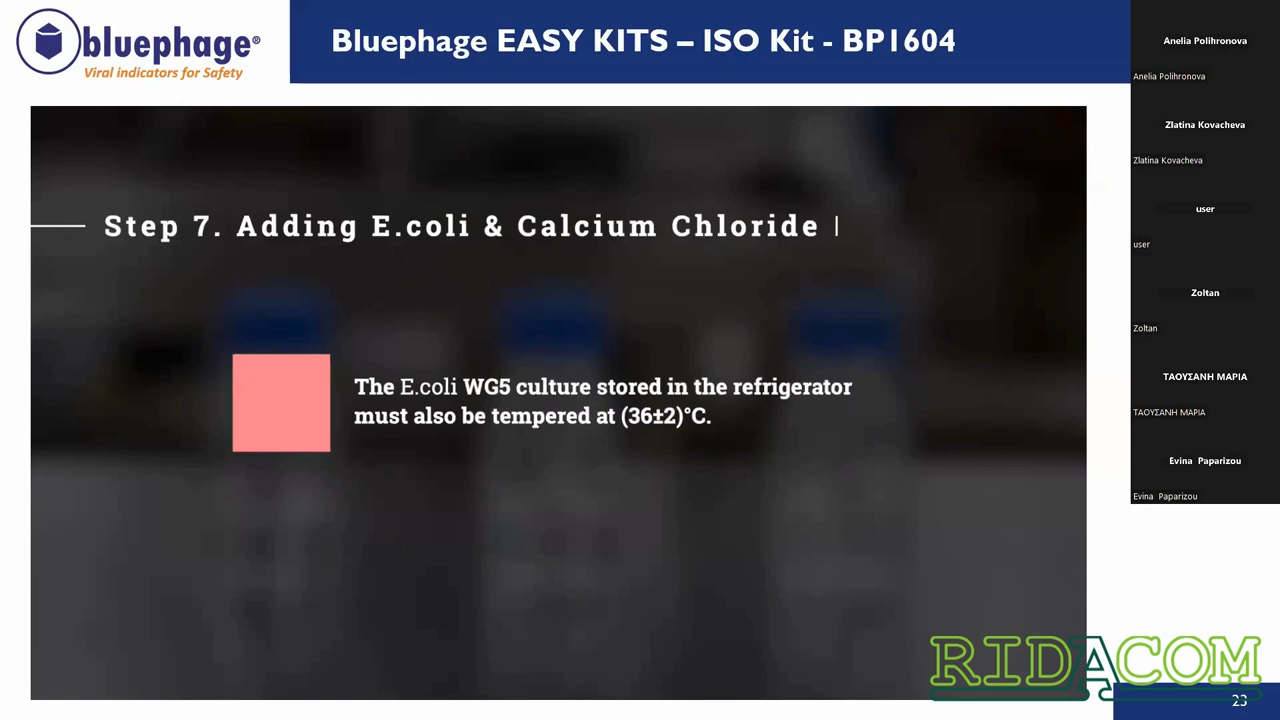 bluephage®
Viral indicators for Safety
Bluephage EASY KITS – ISO Kit - BP1604
Step 7. Adding E.coli & Calcium Chloride |
The E.coli WG5 culture stored in the refrigerator
must also be tempered at (36±2)°C.
Anelia Polihronova
Anelia Polihronova
Zlatina Kovacheva
Zlatina Kovacheva
user
user
Zoltan
Zoltan
ΤΑΟΥΣΑΝΗ ΜΑΡΙΑ
ΤΑΟΥΣΑΝΗ ΜΑΡΙΑ
Evina Paparizou
Evina Paparizou
RIDACOM
23